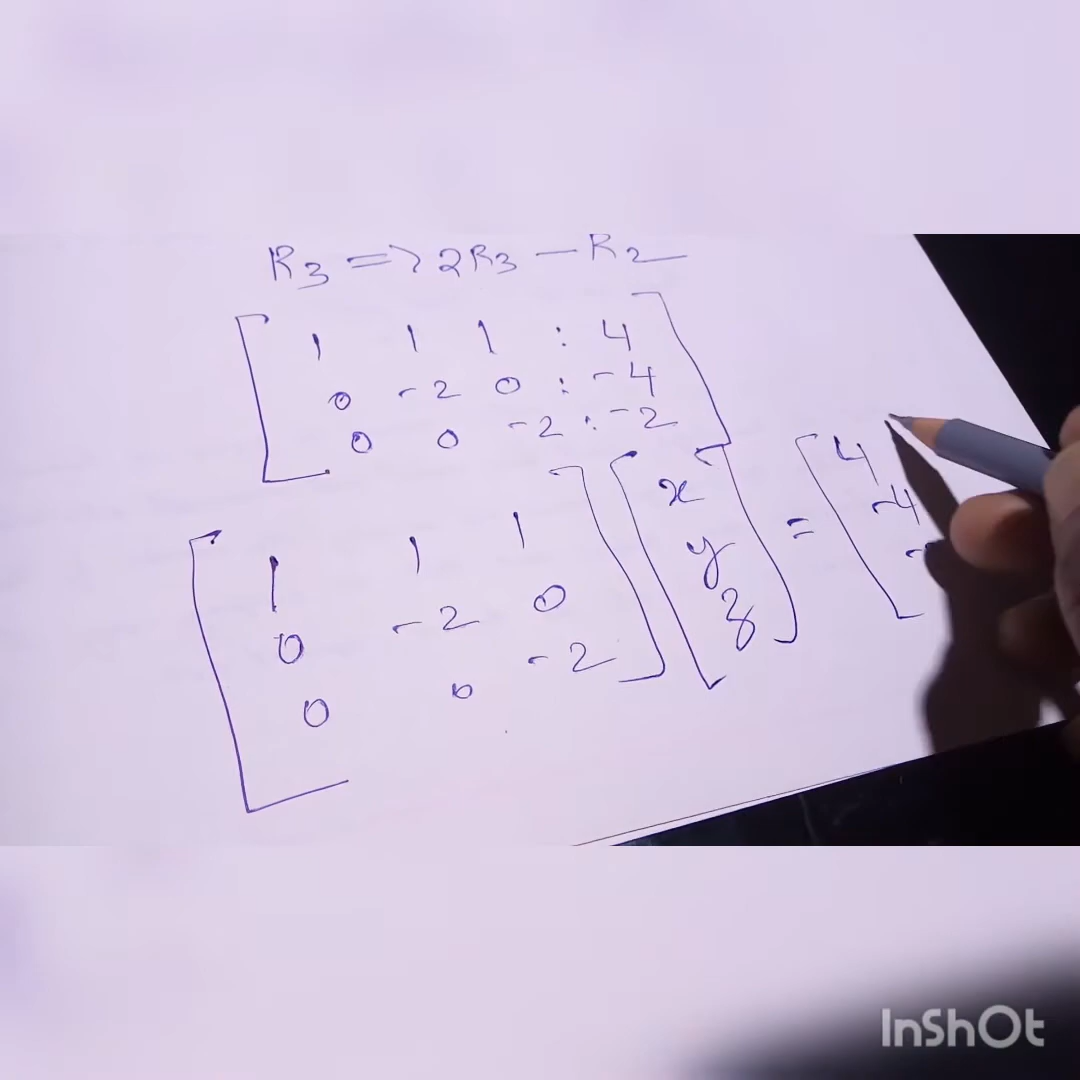 R3 => 2R3 - R2
1 1 1 : 4
0 -2 0 : -4
0 0 -2 : -2
1 1 1 x = 4
0 -2 0 y -4
0 0 -2 z -
InShOt